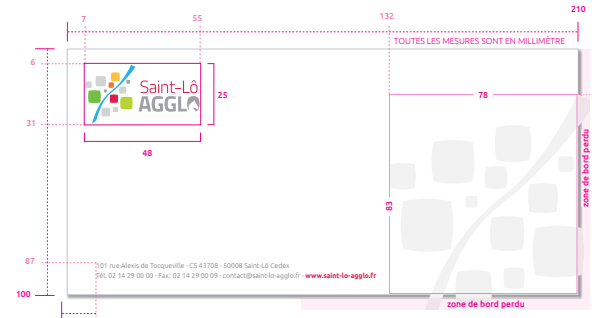 210
7 55 132
TOUTES LES MESURES SONT EN MILLIMÈTRE
6
Saint-Lô
AGGLO
25
78
31
48
zone de bord perdu
83
87
101 rue Alexis de Tocqueville - CS 43708 - 50008 Saint-Lô Cedex
Tél. 02 14 29 00 00 - Fax : 02 14 29 00 09 - contact@saint-lo-agglo.fr - www.saint-lo-agglo.fr
100
zone de bord perdu